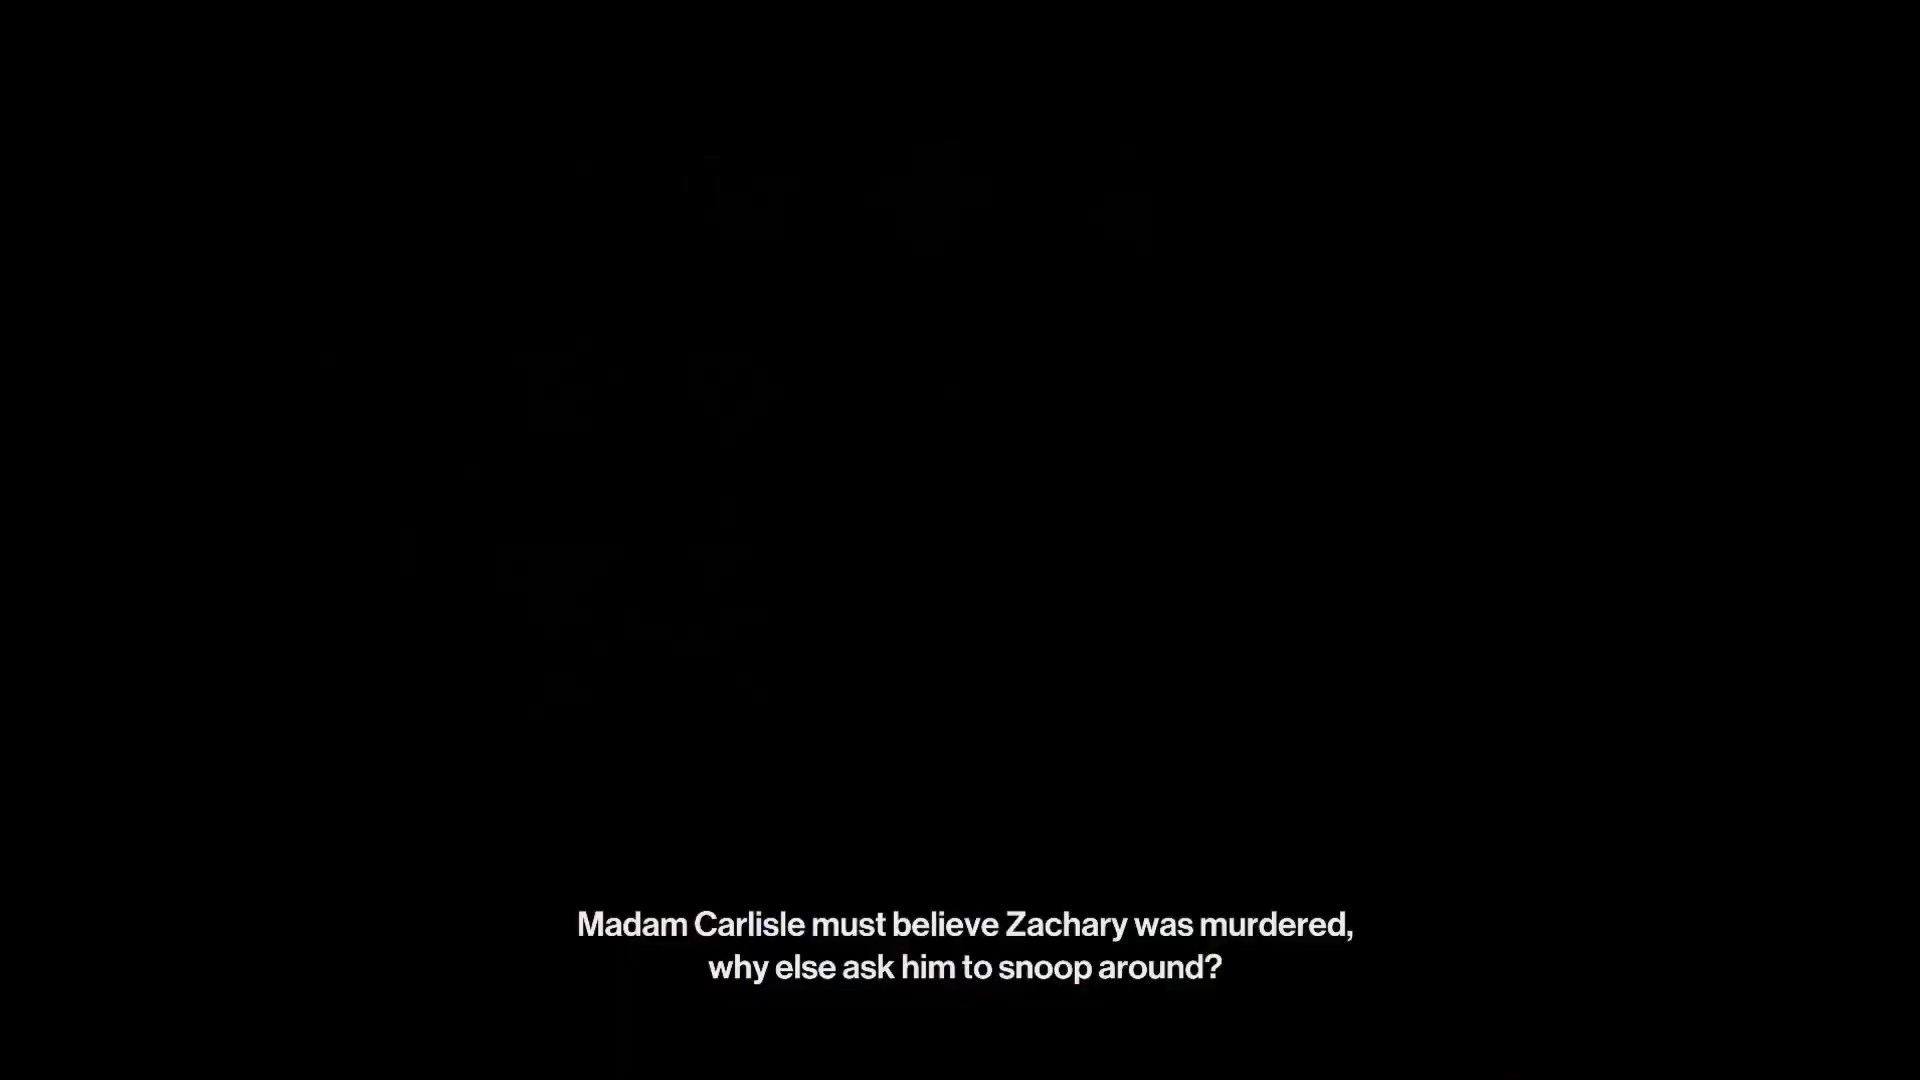 Madam Carlisle must believe Zachary was murdered,
why else ask him to snoop around?